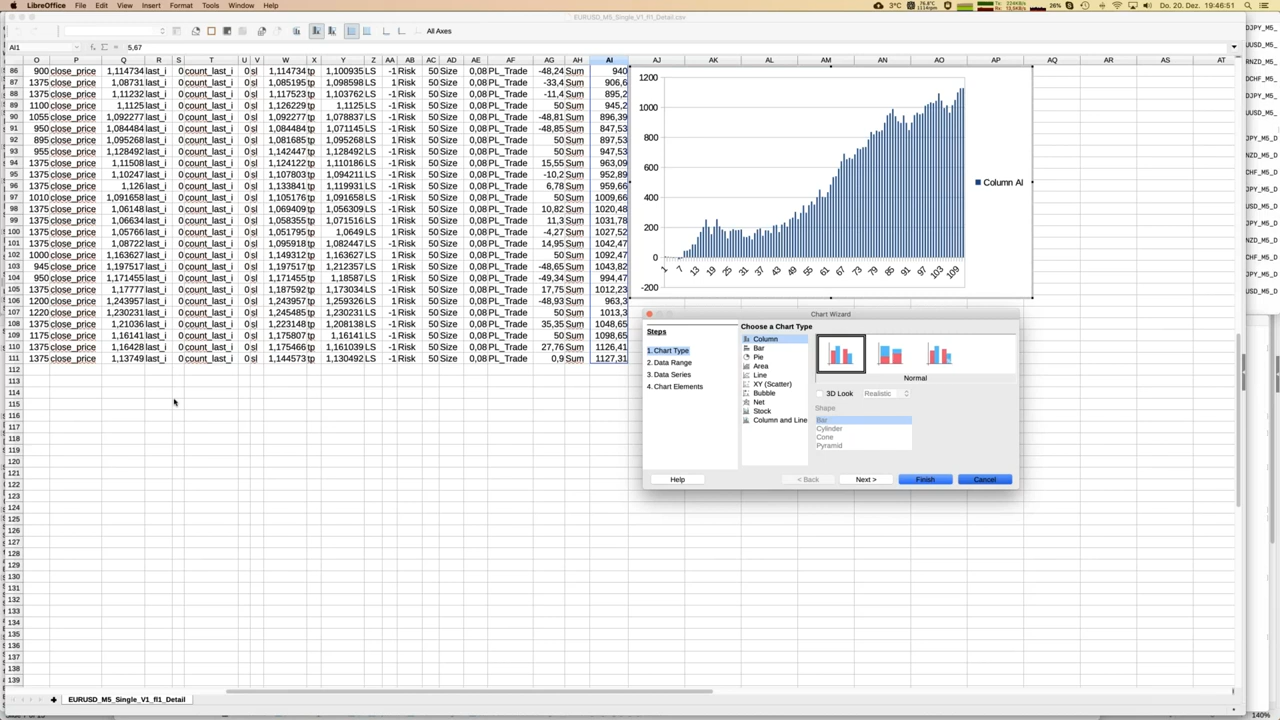 LibreOffice File Edit View Insert Format Tools Window Help
3°C 76.8°C 26% Do. 20. Dez. 19:46:51
EURUSD_M5_Single_V1_fl1_Detail.csv
All Axes
AI1 5,67
O P Q R S T U V W X Y Z AA AB AC AD AE AF AG AH AI AJ AK AL AM AN AO AP AQ AR AS AT
86 900 close_price 1,114734 last_i 0 count_last_i 0 sl 1,114734 tp 1,100935 LS -1 Risk 50 Size 0,08 PL_Trade -48,24 Sum 940
87 1375 close_price 1,08731 last_i 0 count_last_i 0 sl 1,085195 tp 1,098598 LS 1 Risk 50 Size 0,08 PL_Trade -33,4 Sum 906,6
88 1375 close_price 1,11232 last_i 0 count_last_i 0 sl 1,117523 tp 1,103762 LS -1 Risk 50 Size 0,08 PL_Trade -11,4 Sum 895,2
89 1100 close_price 1,1125 last_i 0 count_last_i 0 sl 1,126229 tp 1,1125 LS -1 Risk 50 Size 0,08 PL_Trade 50 Sum 945,2
90 1055 close_price 1,092277 last_i 0 count_last_i 0 sl 1,092277 tp 1,078837 LS -1 Risk 50 Size 0,08 PL_Trade -48,81 Sum 896,39
91 950 close_price 1,084484 last_i 0 count_last_i 0 sl 1,084484 tp 1,071145 LS -1 Risk 50 Size 0,08 PL_Trade -48,85 Sum 847,53
92 895 close_price 1,095268 last_i 0 count_last_i 0 sl 1,081685 tp 1,095268 LS 1 Risk 50 Size 0,08 PL_Trade 50 Sum 897,53
93 955 close_price 1,128492 last_i 0 count_last_i 0 sl 1,142447 tp 1,128492 LS -1 Risk 50 Size 0,08 PL_Trade 50 Sum 947,53
94 1375 close_price 1,11508 last_i 0 count_last_i 0 sl 1,124122 tp 1,110186 LS -1 Risk 50 Size 0,08 PL_Trade 15,55 Sum 963,09
95 1375 close_price 1,10247 last_i 0 count_last_i 0 sl 1,107803 tp 1,094211 LS -1 Risk 50 Size 0,08 PL_Trade -10,2 Sum 952,89
96 1375 close_price 1,126 last_i 0 count_last_i 0 sl 1,133841 tp 1,119931 LS -1 Risk 50 Size 0,08 PL_Trade 6,78 Sum 959,66
97 1010 close_price 1,091658 last_i 0 count_last_i 0 sl 1,105176 tp 1,091658 LS -1 Risk 50 Size 0,08 PL_Trade 50 Sum 1009,66
98 1375 close_price 1,06148 last_i 0 count_last_i 0 sl 1,069409 tp 1,056309 LS -1 Risk 50 Size 0,08 PL_Trade 10,82 Sum 1020,48
99 1375 close_price 1,06634 last_i 0 count_last_i 0 sl 1,058355 tp 1,071516 LS 1 Risk 50 Size 0,08 PL_Trade 11,3 Sum 1031,78
100 1375 close_price 1,05766 last_i 0 count_last_i 0 sl 1,051795 tp 1,0649 LS 1 Risk 50 Size 0,08 PL_Trade -4,27 Sum 1027,52
101 1375 close_price 1,08722 last_i 0 count_last_i 0 sl 1,095918 tp 1,082447 LS -1 Risk 50 Size 0,08 PL_Trade 14,95 Sum 1042,47
102 1000 close_price 1,163627 last_i 0 count_last_i 0 sl 1,149312 tp 1,163627 LS 1 Risk 50 Size 0,08 PL_Trade 50 Sum 1092,47
103 945 close_price 1,197517 last_i 0 count_last_i 0 sl 1,197517 tp 1,212357 LS 1 Risk 50 Size 0,08 PL_Trade -48,65 Sum 1043,82
104 950 close_price 1,171455 last_i 0 count_last_i 0 sl 1,171455 tp 1,18587 LS 1 Risk 50 Size 0,08 PL_Trade -49,34 Sum 994,47
105 1375 close_price 1,17777 last_i 0 count_last_i 0 sl 1,187592 tp 1,173034 LS -1 Risk 50 Size 0,08 PL_Trade 17,75 Sum 1012,23
106 1200 close_price 1,243957 last_i 0 count_last_i 0 sl 1,243957 tp 1,259326 LS 1 Risk 50 Size 0,08 PL_Trade -48,93 Sum 963,3
107 1220 close_price 1,230231 last_i 0 count_last_i 0 sl 1,245485 tp 1,230231 LS -1 Risk 50 Size 0,08 PL_Trade 50 Sum 1013,3
108 1375 close_price 1,21036 last_i 0 count_last_i 0 sl 1,223148 tp 1,208138 LS -1 Risk 50 Size 0,08 PL_Trade 35,35 Sum 1048,65
109 1375 close_price 1,16141 last_i 0 count_last_i 0 sl 1,175807 tp 1,16141 LS -1 Risk 50 Size 0,08 PL_Trade 50 Sum 1098,65
110 1375 close_price 1,16428 last_i 0 count_last_i 0 sl 1,175466 tp 1,161039 LS -1 Risk 50 Size 0,08 PL_Trade 27,76 Sum 1126,41
111 1375 close_price 1,13749 last_i 0 count_last_i 0 sl 1,144573 tp 1,130492 LS -1 Risk 50 Size 0,08 PL_Trade 0,9 Sum 1127,31
112
113
114
115
116
117
118
119
120
121
122
123
124
125
126
127
128
129
130
131
132
133
134
135
136
137
138
139
1200
1000
800
600
400
200
0
-200
1 7 13 19 25 31 37 43 49 55 61 67 73 79 85 91 97 103 109
Column AI
Chart Wizard
Steps
1. Chart Type
2. Data Range
3. Data Series
4. Chart Elements
Choose a Chart Type
Column
Bar
Pie
Area
Line
XY (Scatter)
Bubble
Net
Stock
Column and Line
Normal
3D Look Realistic
Shape
Bar
Cylinder
Cone
Pyramid
Help < Back Next > Finish Cancel
EURUSD_M5_Single_V1_fl1_Detail
140%